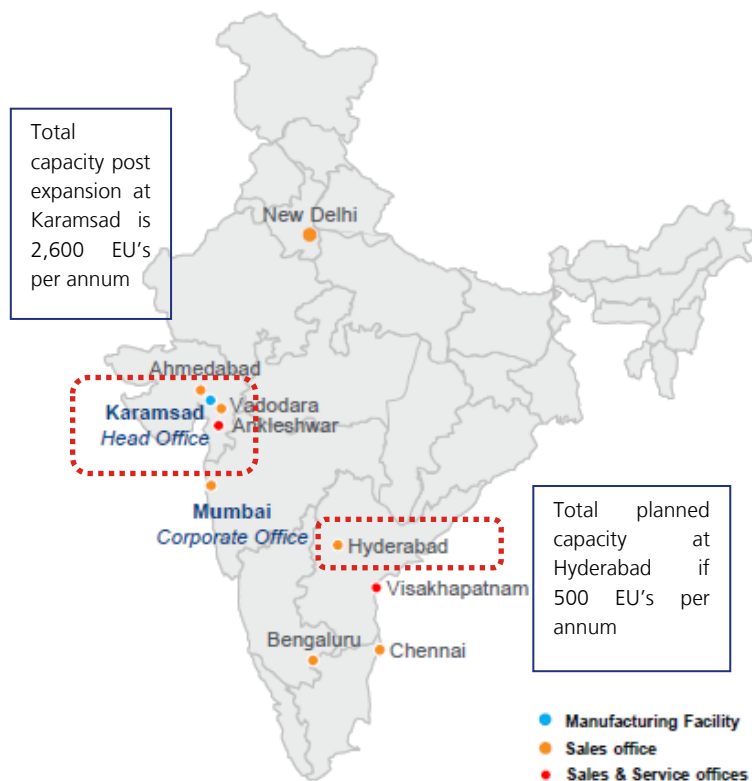 Total
capacity post
expansion at
Karamsad is
2,600 EU's
per annum
New Delhi
Ahmedabad
Karamsad
Head Office
Vadodara
Ankleshwar
Mumbai
Corporate Office
Hyderabad
Total planned
capacity at
Hyderabad if
500 EU's per
annum
Visakhapatnam
Bengaluru
Chennai
Manufacturing Facility
Sales office
Sales & Service offices